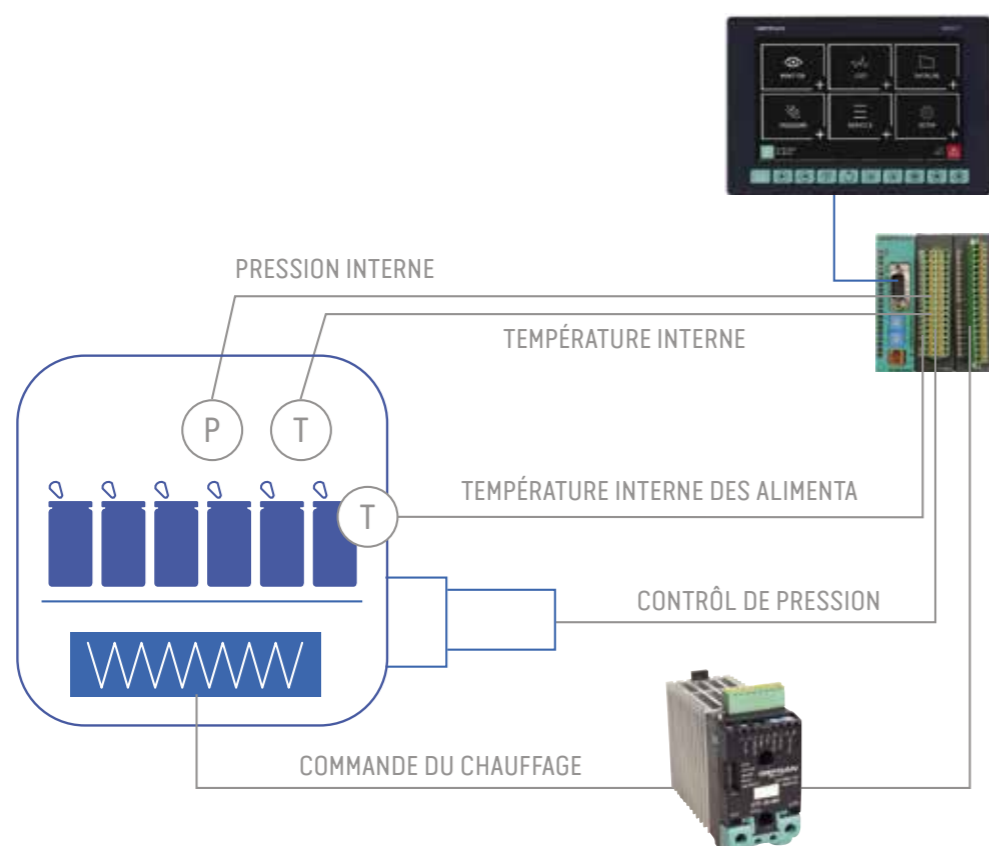 PRESSION INTERNE
TEMPÉRATURE INTERNE
P
T
TEMPÉRATURE INTERNE DES ALIMENTA
T
CONTRÔL DE PRESSION
COMMANDE DU CHAUFFAGE